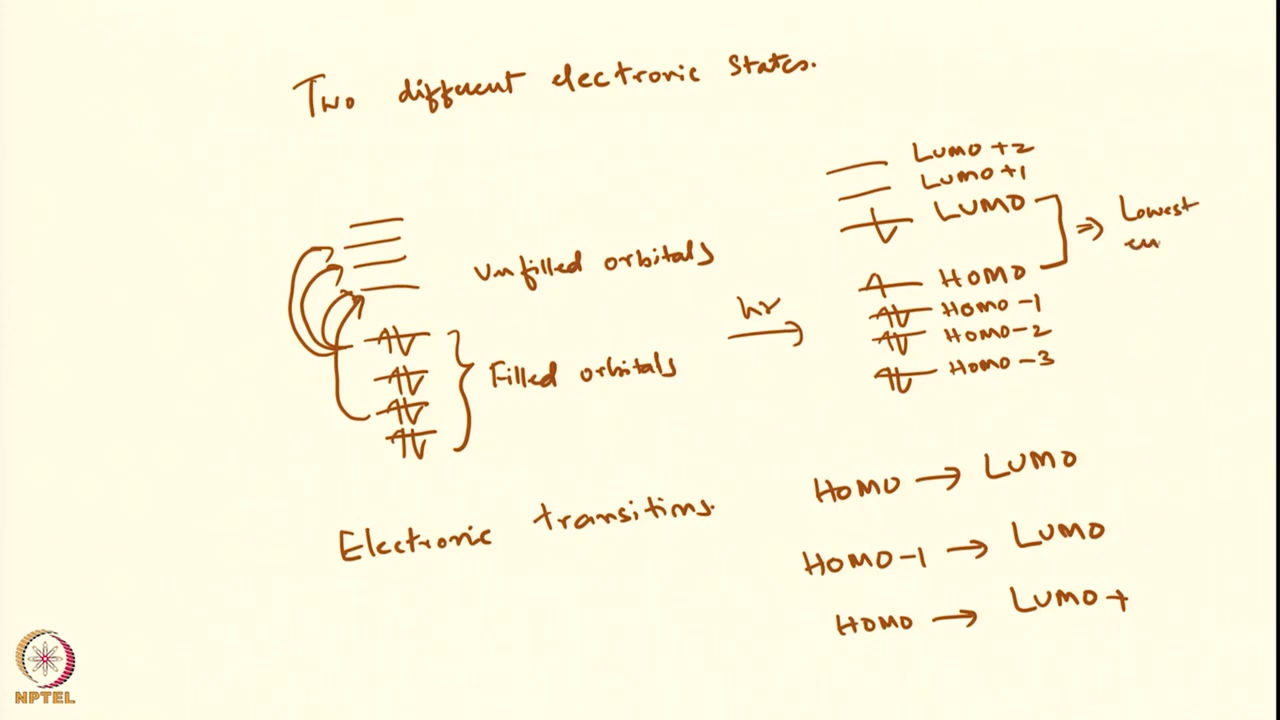 Two different electronic states.
LUMO +2
LUMO +1
LUMO
⇒ Lowest
en
Unfilled orbitals
hν
HOMO
HOMO -1
HOMO -2
HOMO -3
Filled orbitals
Electronic transitions.
HOMO → LUMO
HOMO -1 → LUMO
HOMO → LUMO +
NPTEL